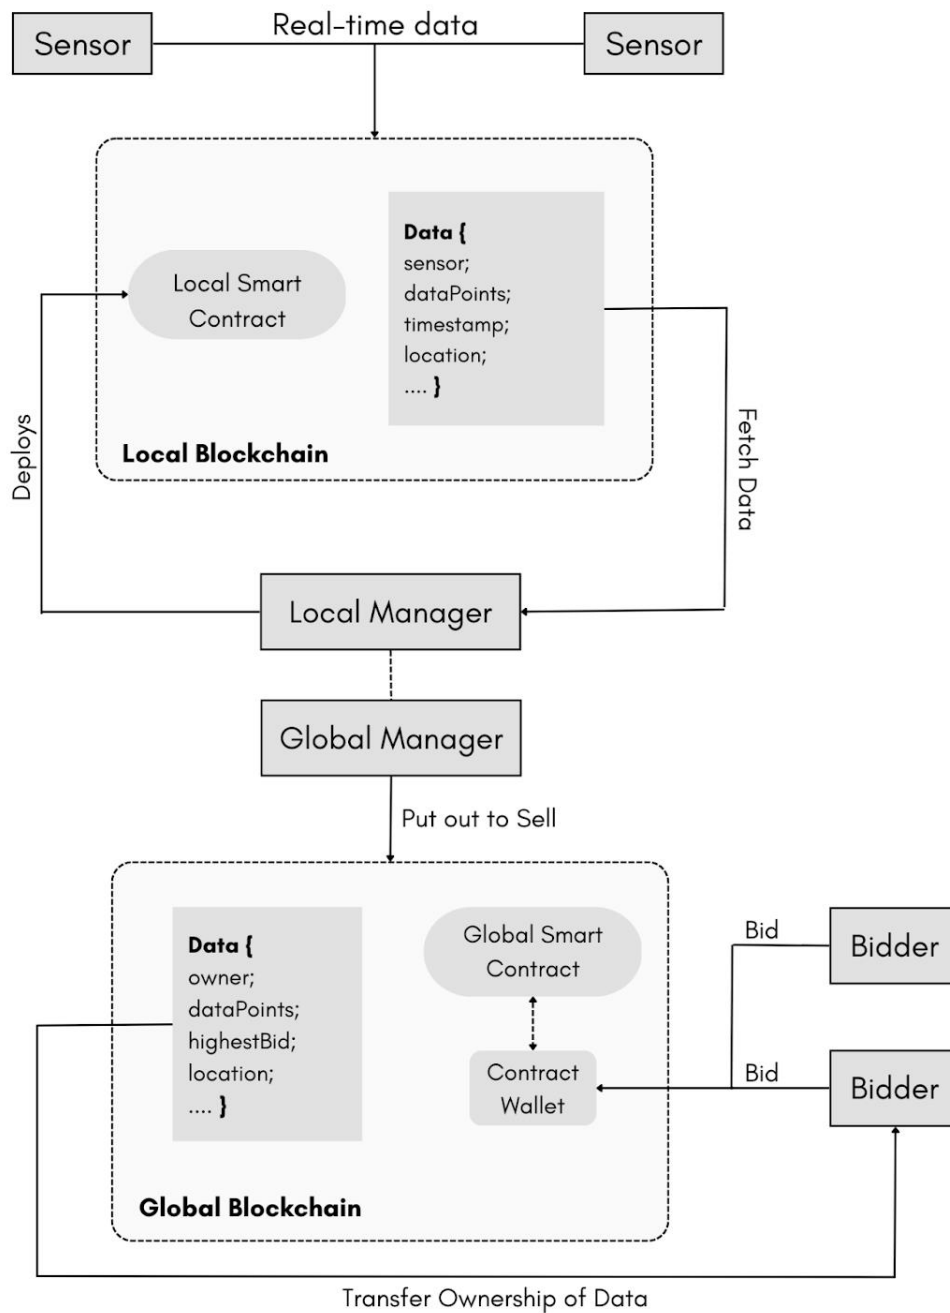 Real-time data
Sensor
Sensor
Data {
sensor;
dataPoints;
timestamp;
location;
.... }
Local Smart
Contract
Local Blockchain
Deploys
Fetch Data
Local Manager
Global Manager
Put out to Sell
Data {
owner;
dataPoints;
highestBid;
location;
.... }
Global Smart
Contract
Contract
Wallet
Global Blockchain
Bid
Bidder
Bid
Bidder
Transfer Ownership of Data